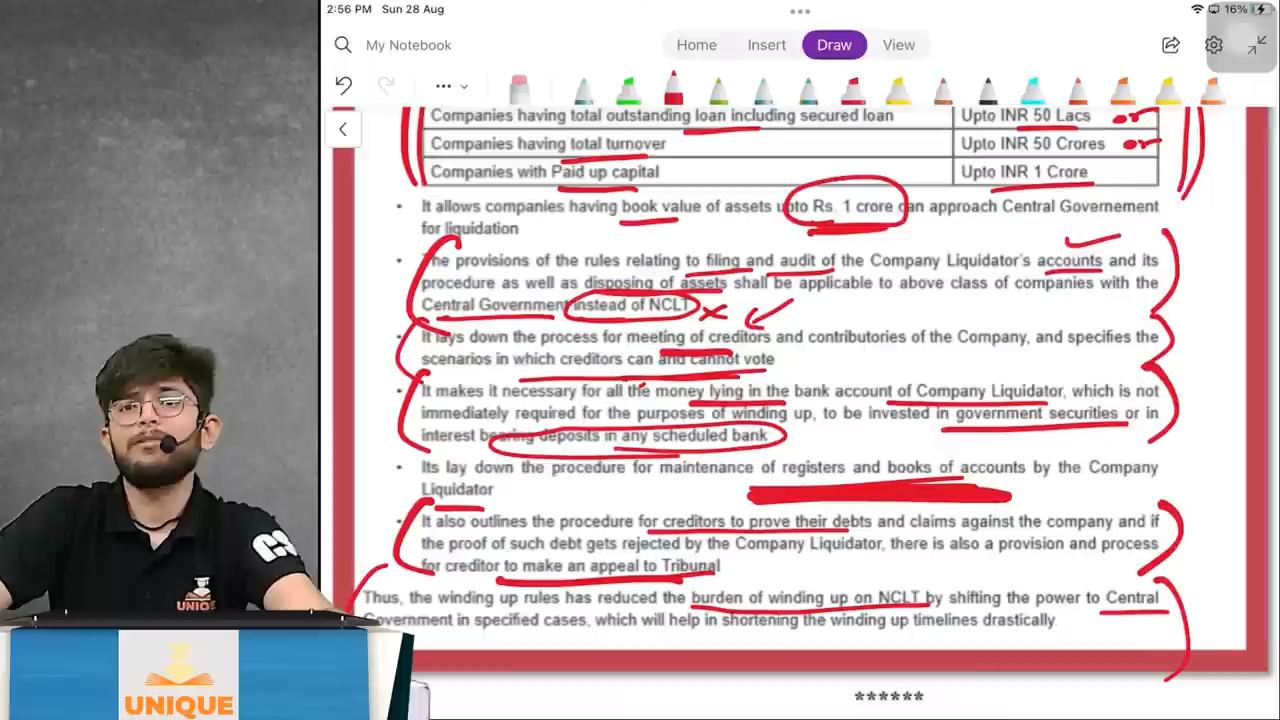 2:56 PM Sun 28 Aug
16%
My Notebook
Home Insert Draw View
Companies having total outstanding loan including secured loan Upto INR 50 Lacs or
Companies having total turnover Upto INR 50 Crores or
Companies with Paid up capital Upto INR 1 Crore
• It allows companies having book value of assets upto Rs. 1 crore can approach Central Governement
for liquidation
• The provisions of the rules relating to filing and audit of the Company Liquidator's accounts and its
procedure as well as disposing of assets shall be applicable to above class of companies with the
Central Government instead of NCLT
• It lays down the process for meeting of creditors and contributories of the Company, and specifies the
scenarios in which creditors can and cannot vote
• It makes it necessary for all the money lying in the bank account of Company Liquidator, which is not
immediately required for the purposes of winding up, to be invested in government securities or in
interest bearing deposits in any scheduled bank
• Its lay down the procedure for maintenance of registers and books of accounts by the Company
Liquidator
• It also outlines the procedure for creditors to prove their debts and claims against the company and if
the proof of such debt gets rejected by the Company Liquidator, there is also a provision and process
for creditor to make an appeal to Tribunal
Thus, the winding up rules has reduced the burden of winding up on NCLT by shifting the power to Central
Government in specified cases, which will help in shortening the winding up timelines drastically.
******
UNIQUE
UNIQUE